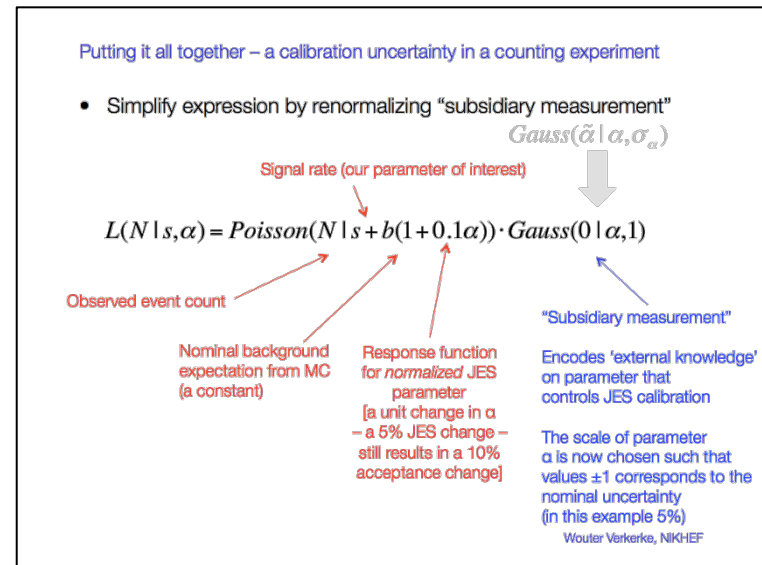 Putting it all together – a calibration uncertainty in a counting experiment
• Simplify expression by renormalizing “subsidiary measurement”
Gauss(α̃ | α,σ_α)
Signal rate (our parameter of interest)
L(N | s,α) = Poisson(N | s + b(1+0.1α))·Gauss(0 | α,1)
Observed event count
Nominal background
expectation from MC
(a constant)
Response function
for normalized JES
parameter
[a unit change in α
– a 5% JES change –
still results in a 10%
acceptance change]
“Subsidiary measurement”
Encodes ‘external knowledge’
on parameter that
controls JES calibration
The scale of parameter
α is now chosen such that
values ±1 corresponds to the
nominal uncertainty
(in this example 5%)
Wouter Verkerke, NIKHEF